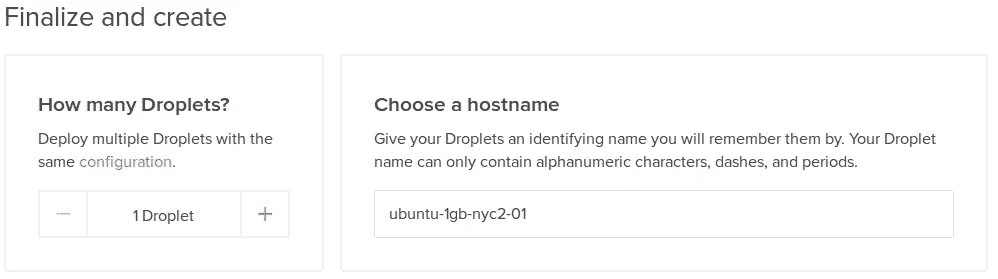 Finalize and create
How many Droplets?
Deploy multiple Droplets with the
same configuration.
1 Droplet
Choose a hostname
Give your Droplets an identifying name you will remember them by. Your Droplet
name can only contain alphanumeric characters, dashes, and periods.
ubuntu-1gb-nyc2-01